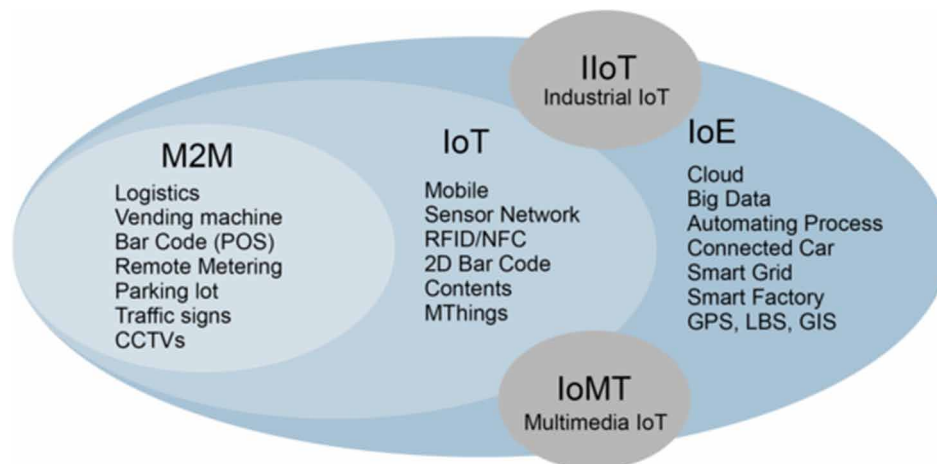 IIoT
Industrial IoT
M2M
Logistics
Vending machine
Bar Code (POS)
Remote Metering
Parking lot
Traffic signs
CCTVs
IoT
Mobile
Sensor Network
RFID/NFC
2D Bar Code
Contents
MThings
IoE
Cloud
Big Data
Automating Process
Connected Car
Smart Grid
Smart Factory
GPS, LBS, GIS
IoMT
Multimedia IoT